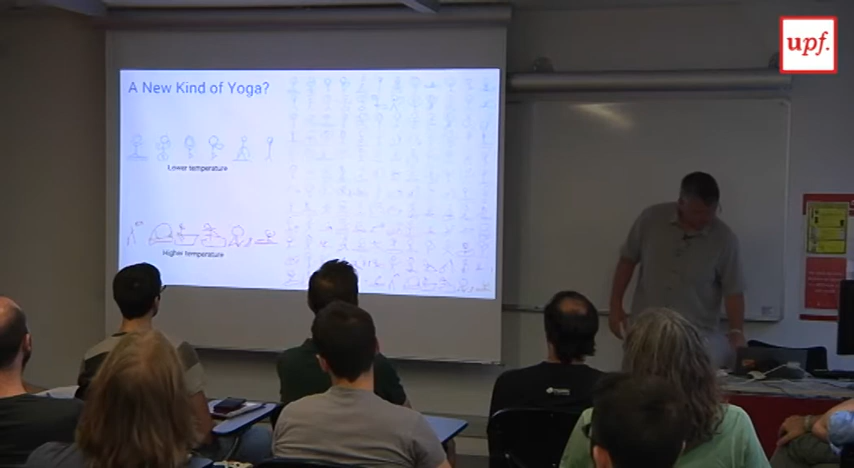 A New Kind of Yoga?
Lower temperature
Higher temperature
upf.